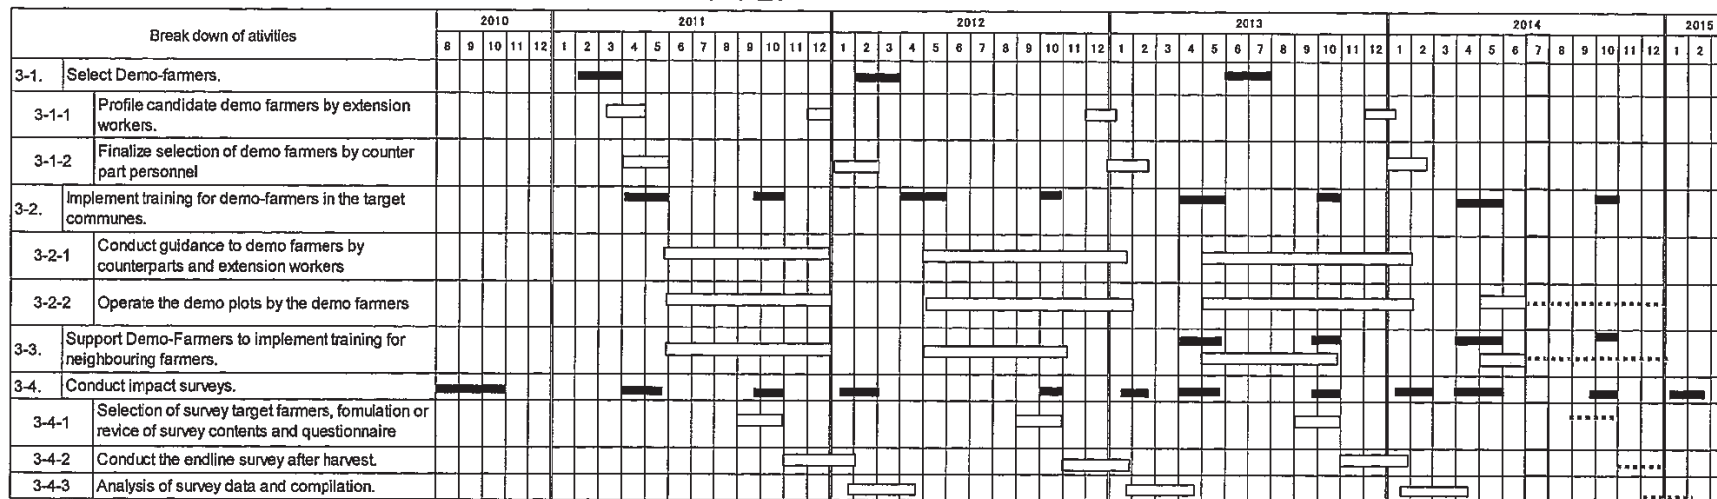 Break down of ativities
2010 2011 2012 2013 2014 2015
8 9 10 11 12 1 2 3 4 5 6 7 8 9 10 11 12 1 2 3 4 5 6 7 8 9 10 11 12 1 2 3 4 5 6 7 8 9 10 11 12 1 2 3 4 5 6 7 8 9 10 11 12 1 2
3-1. Select Demo-farmers.
3-1-1 Profile candidate demo farmers by extension
workers.
3-1-2 Finalize selection of demo farmers by counter
part personnel
3-2. Implement training for demo-farmers in the target
communes.
3-2-1 Conduct guidance to demo farmers by
counterparts and extension workers
3-2-2 Operate the demo plots by the demo farmers
3-3. Support Demo-Farmers to implement training for
neighbouring farmers.
3-4. Conduct impact surveys.
3-4-1 Selection of survey target farmers, fomulation or
revice of survey contents and questionnaire
3-4-2 Conduct the endline survey after harvest.
3-4-3 Analysis of survey data and compilation.